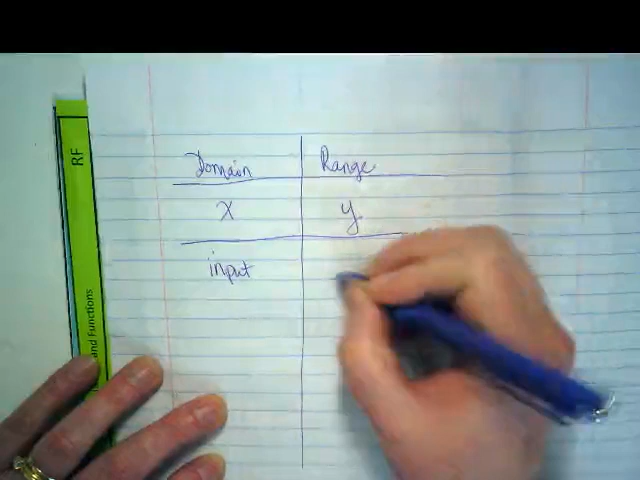 Domain Range
x y
input
RF
and Functions